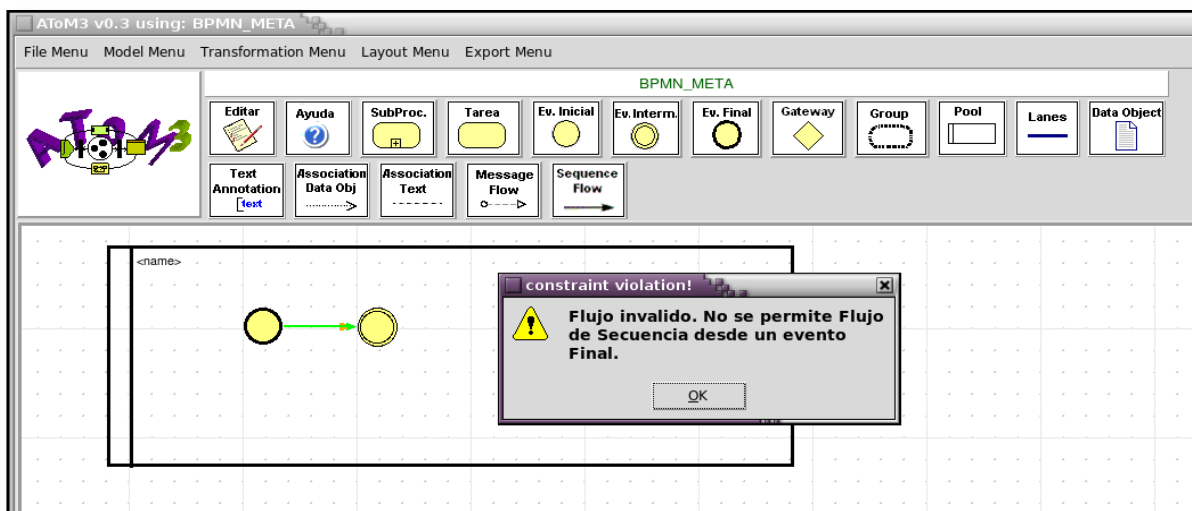 AToM3 v0.3 using: BPMN_META
File Menu Model Menu Transformation Menu Layout Menu Export Menu
BPMN_META
ATOM3
Editar Ayuda SubProc. Tarea Ev. Inicial Ev. Interm. Ev. Final Gateway Group Pool Lanes Data Object
Text Association Association Message Sequence
Annotation Data Obj Text Flow Flow
[text
<name>
constraint violation!
Flujo invalido. No se permite Flujo
de Secuencia desde un evento
Final.
OK